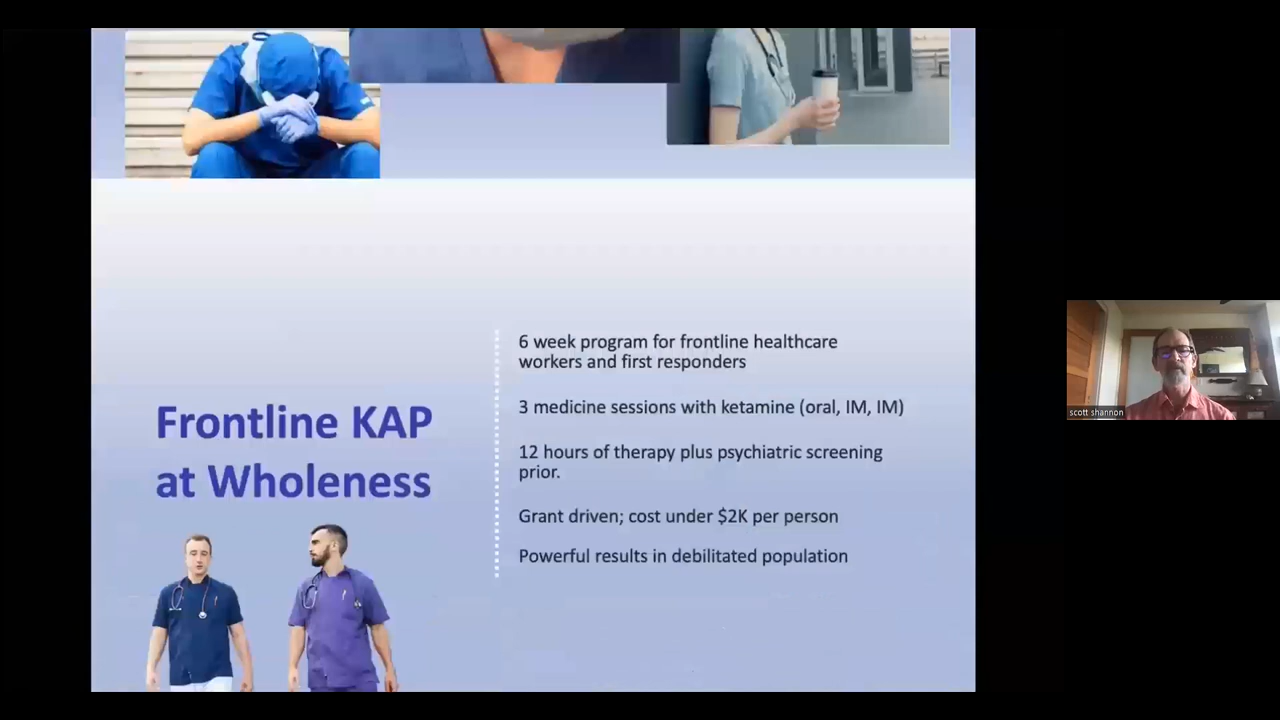 Frontline KAP
at Wholeness
6 week program for frontline healthcare
workers and first responders
3 medicine sessions with ketamine (oral, IM, IM)
12 hours of therapy plus psychiatric screening
prior.
Grant driven; cost under $2K per person
Powerful results in debilitated population
scott shannon